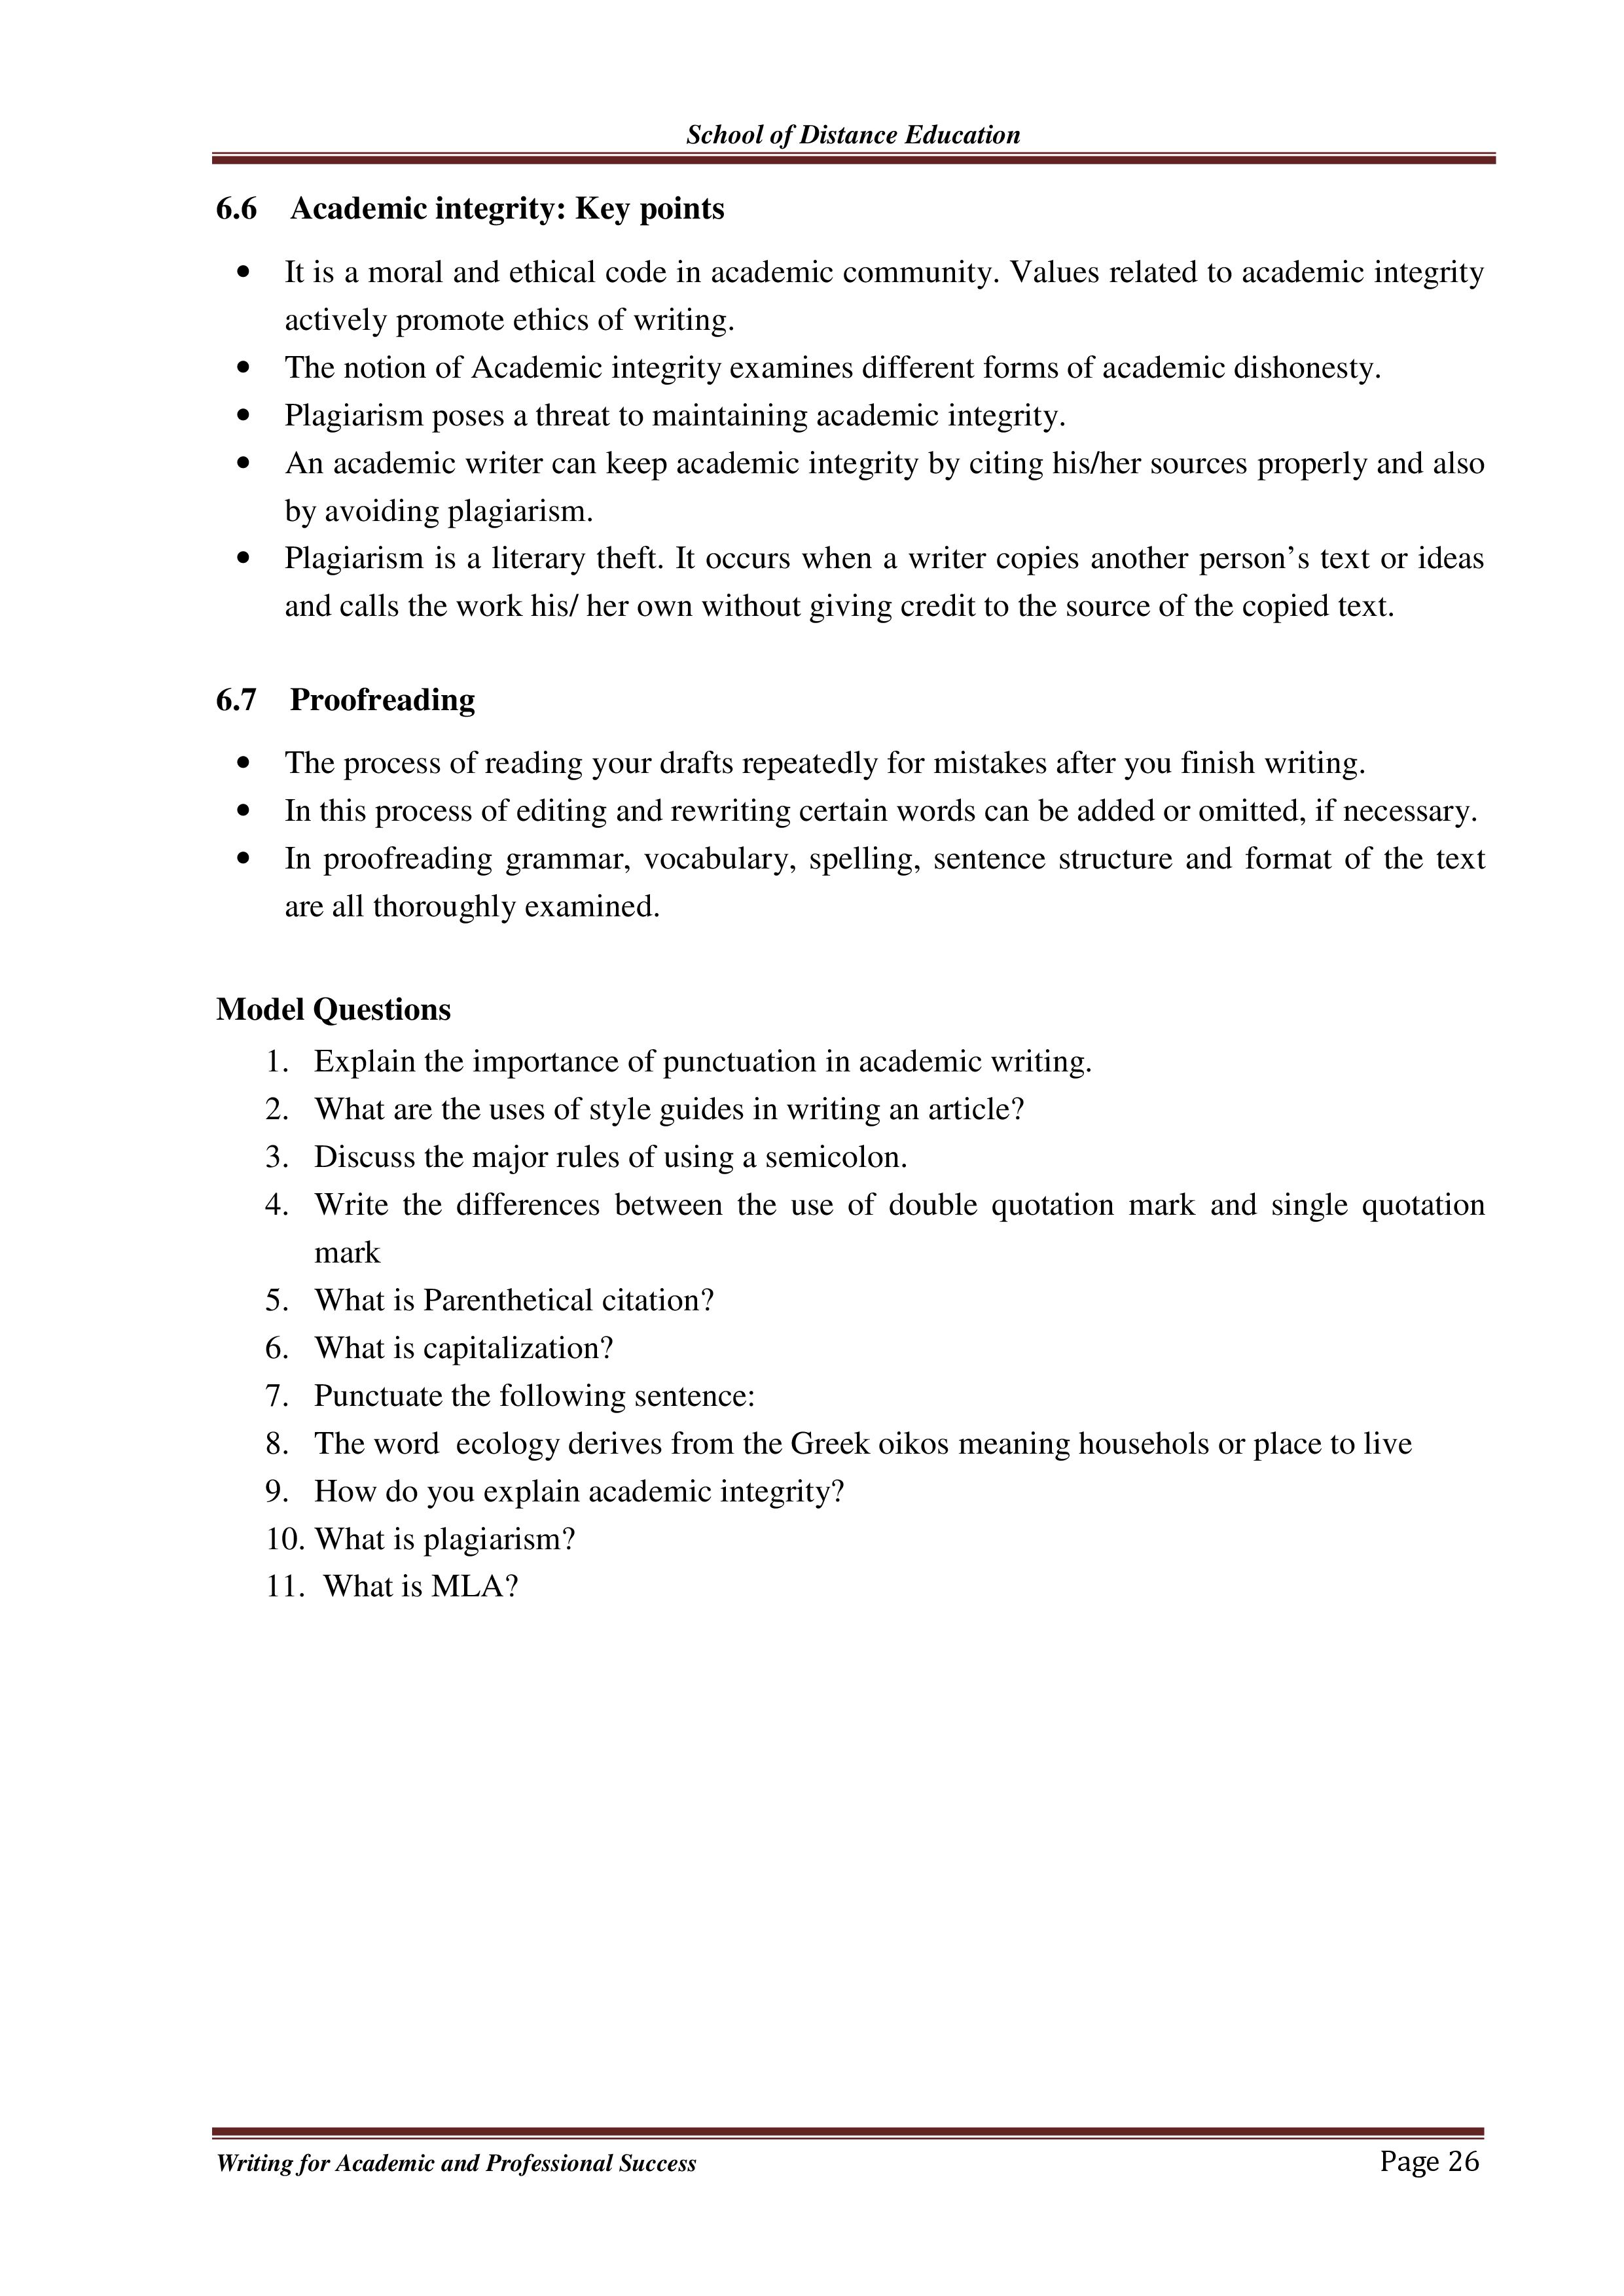 School of Distance Education
6.6 Academic integrity: Key points
• It is a moral and ethical code in academic community. Values related to academic integrity
actively promote ethics of writing.
• The notion of Academic integrity examines different forms of academic dishonesty.
• Plagiarism poses a threat to maintaining academic integrity.
• An academic writer can keep academic integrity by citing his/her sources properly and also
by avoiding plagiarism.
• Plagiarism is a literary theft. It occurs when a writer copies another person’s text or ideas
and calls the work his/ her own without giving credit to the source of the copied text.
6.7 Proofreading
• The process of reading your drafts repeatedly for mistakes after you finish writing.
• In this process of editing and rewriting certain words can be added or omitted, if necessary.
• In proofreading grammar, vocabulary, spelling, sentence structure and format of the text
are all thoroughly examined.
Model Questions
1. Explain the importance of punctuation in academic writing.
2. What are the uses of style guides in writing an article?
3. Discuss the major rules of using a semicolon.
4. Write the differences between the use of double quotation mark and single quotation
mark
5. What is Parenthetical citation?
6. What is capitalization?
7. Punctuate the following sentence:
8. The word ecology derives from the Greek oikos meaning househols or place to live
9. How do you explain academic integrity?
10. What is plagiarism?
11. What is MLA?
Writing for Academic and Professional Success Page 26